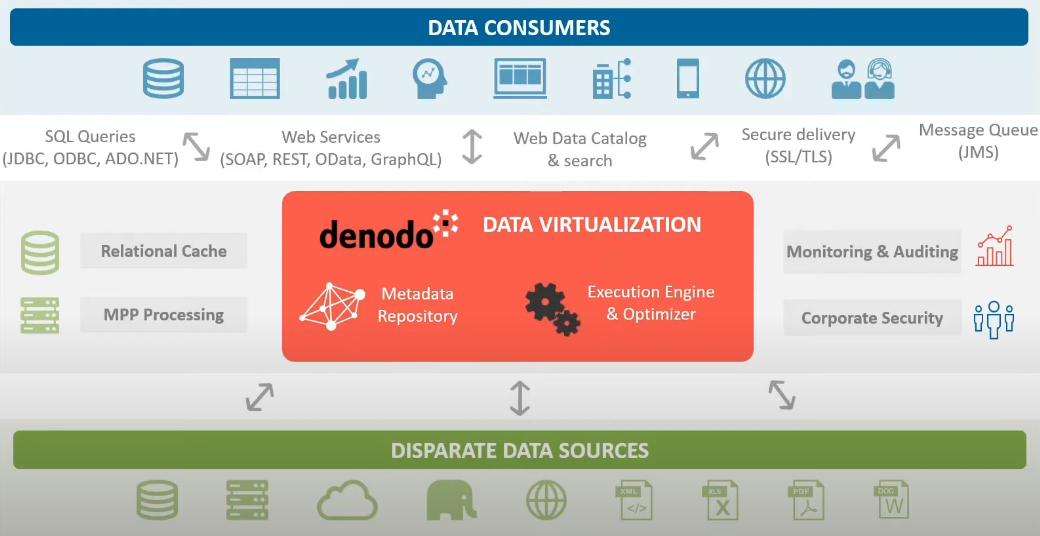 DATA CONSUMERS
SQL Queries
(JDBC, ODBC, ADO.NET)
Web Services
(SOAP, REST, OData, GraphQL)
Web Data Catalog
& search
Secure delivery
(SSL/TLS)
Message Queue
(JMS)
denodo
DATA VIRTUALIZATION
Relational Cache
MPP Processing
Metadata
Repository
Execution Engine
& Optimizer
Monitoring & Auditing
Corporate Security
DISPARATE DATA SOURCES
XML
</>
XLS
X
PDF
DOC
W